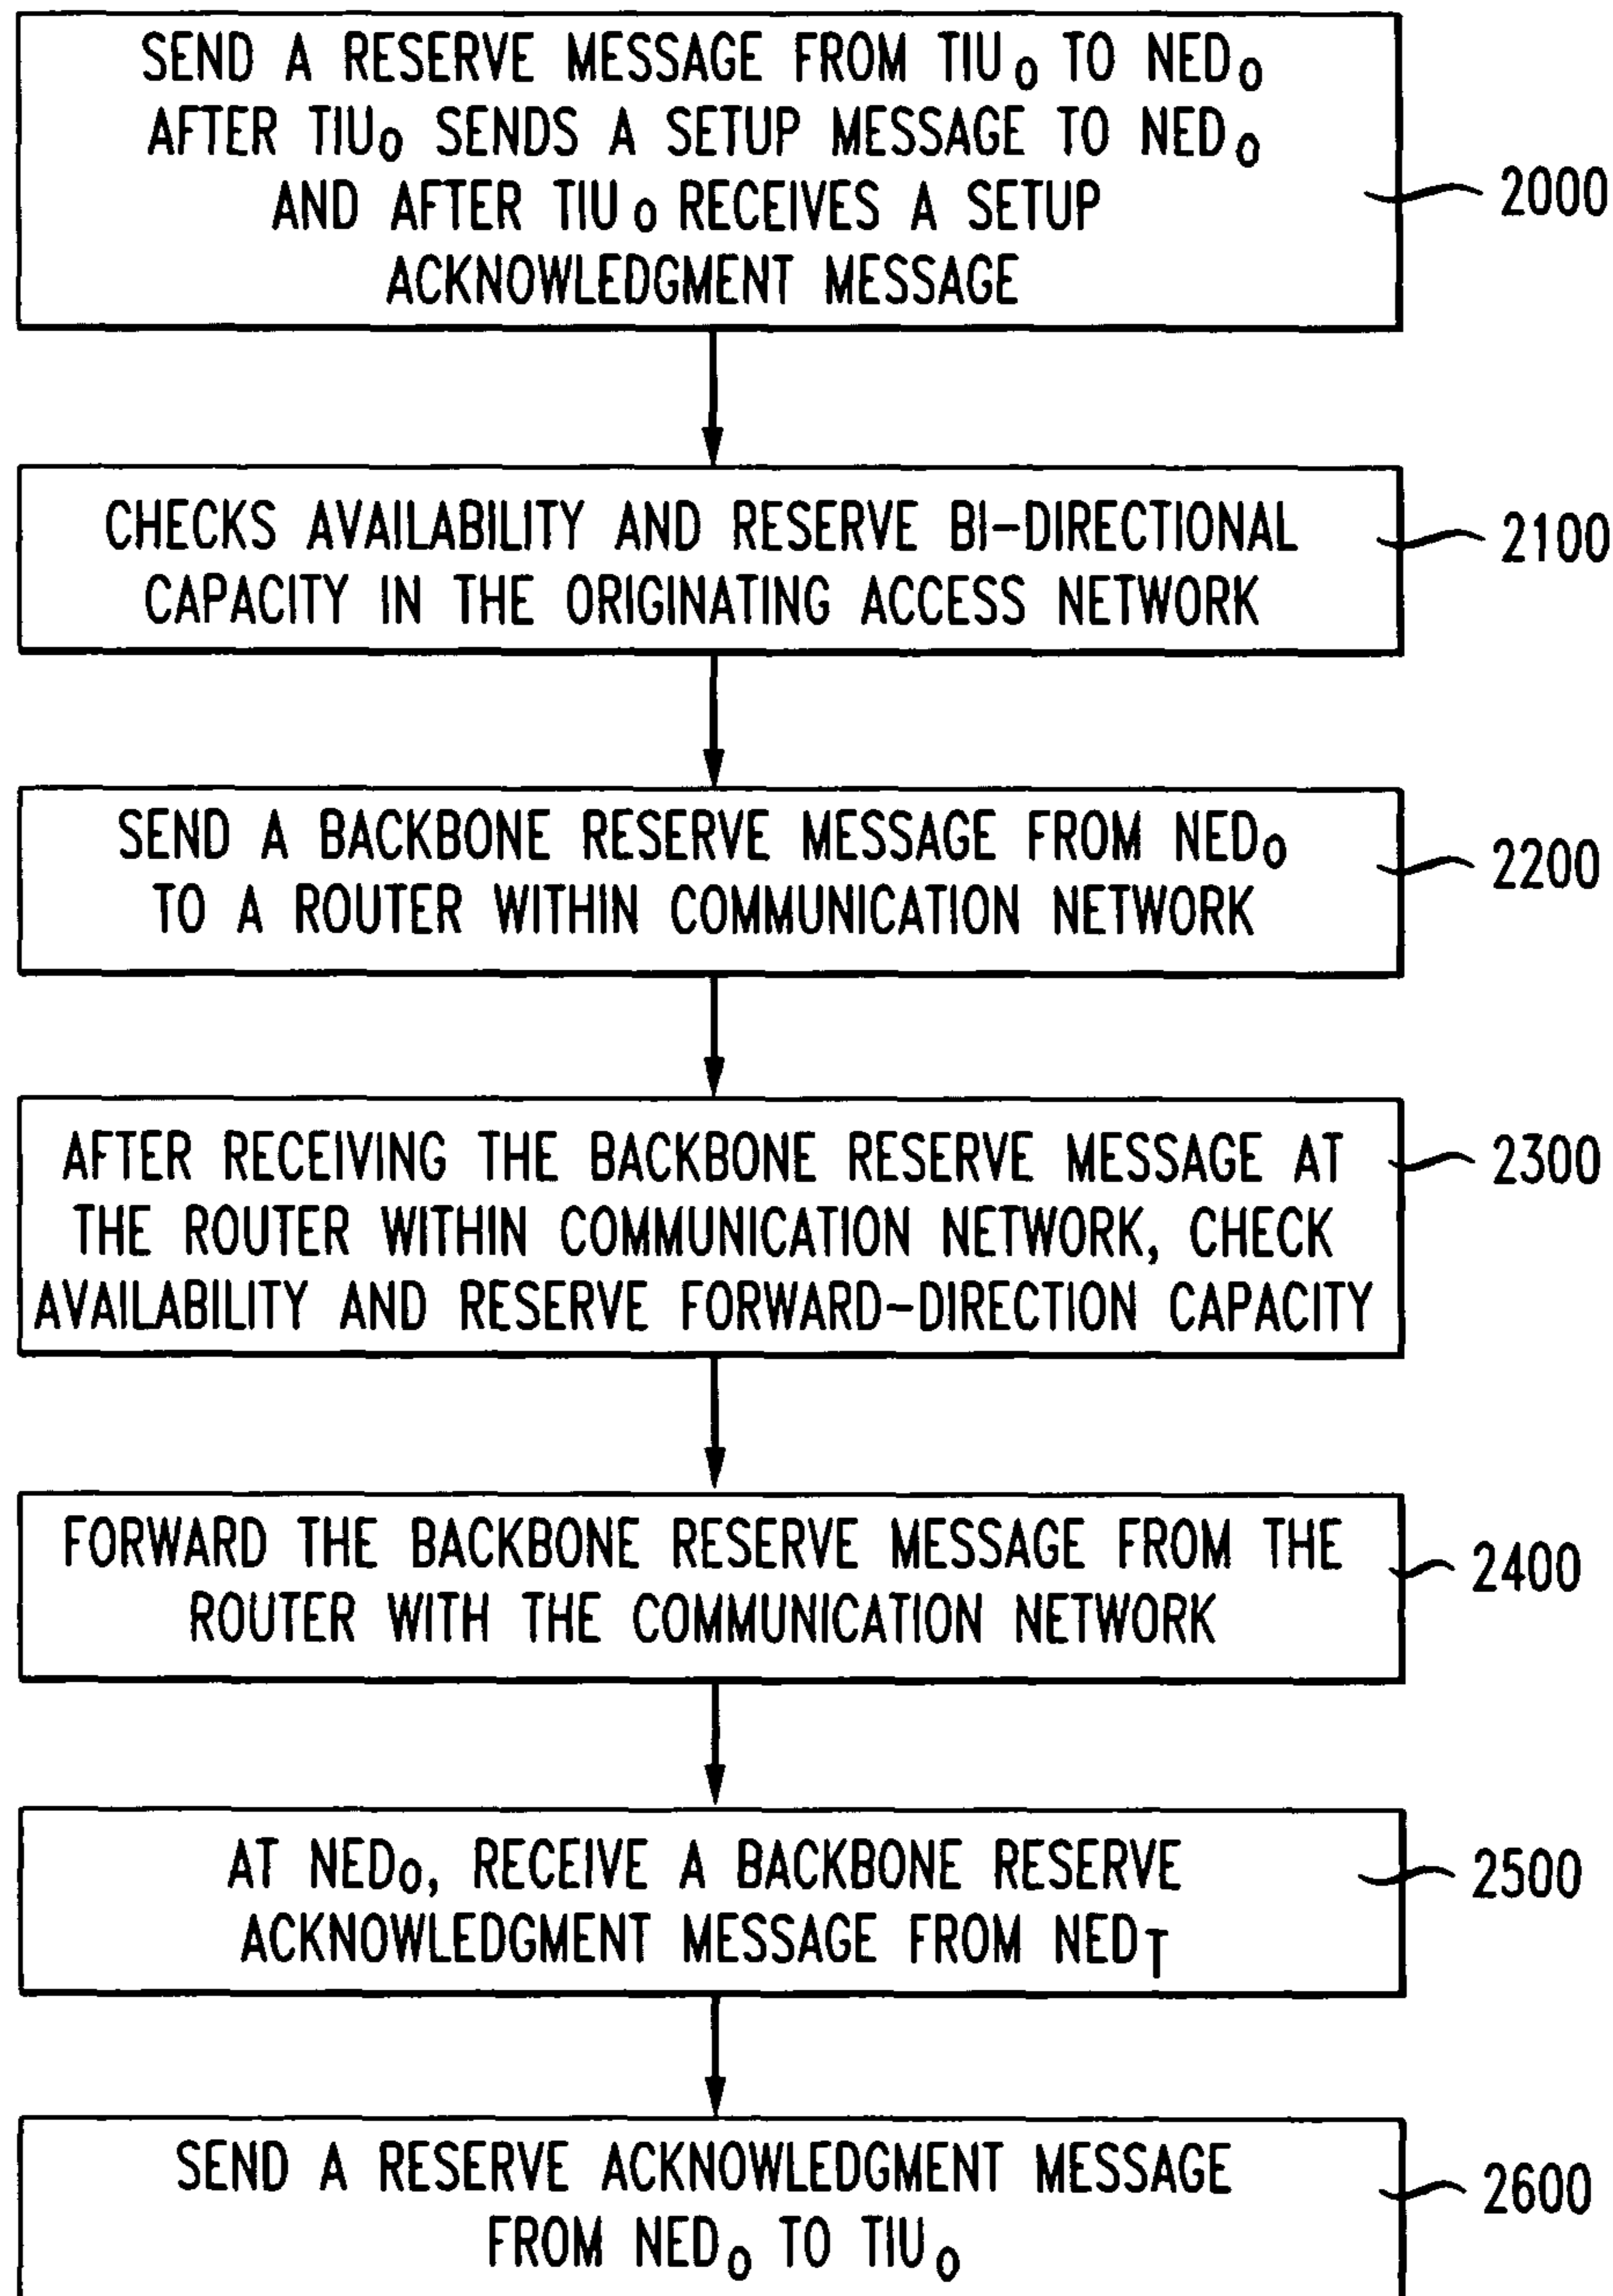 SEND A RESERVE MESSAGE FROM TIU₀ TO NED₀
AFTER TIU₀ SENDS A SETUP MESSAGE TO NED₀
AND AFTER TIU₀ RECEIVES A SETUP
ACKNOWLEDGMENT MESSAGE
2000
CHECKS AVAILABILITY AND RESERVE BI-DIRECTIONAL
CAPACITY IN THE ORIGINATING ACCESS NETWORK
2100
SEND A BACKBONE RESERVE MESSAGE FROM NED₀
TO A ROUTER WITHIN COMMUNICATION NETWORK
2200
AFTER RECEIVING THE BACKBONE RESERVE MESSAGE AT
THE ROUTER WITHIN COMMUNICATION NETWORK, CHECK
AVAILABILITY AND RESERVE FORWARD-DIRECTION CAPACITY
2300
FORWARD THE BACKBONE RESERVE MESSAGE FROM THE
ROUTER WITH THE COMMUNICATION NETWORK
2400
AT NED₀, RECEIVE A BACKBONE RESERVE
ACKNOWLEDGMENT MESSAGE FROM NEDT
2500
SEND A RESERVE ACKNOWLEDGMENT MESSAGE
FROM NED₀ TO TIU₀
2600